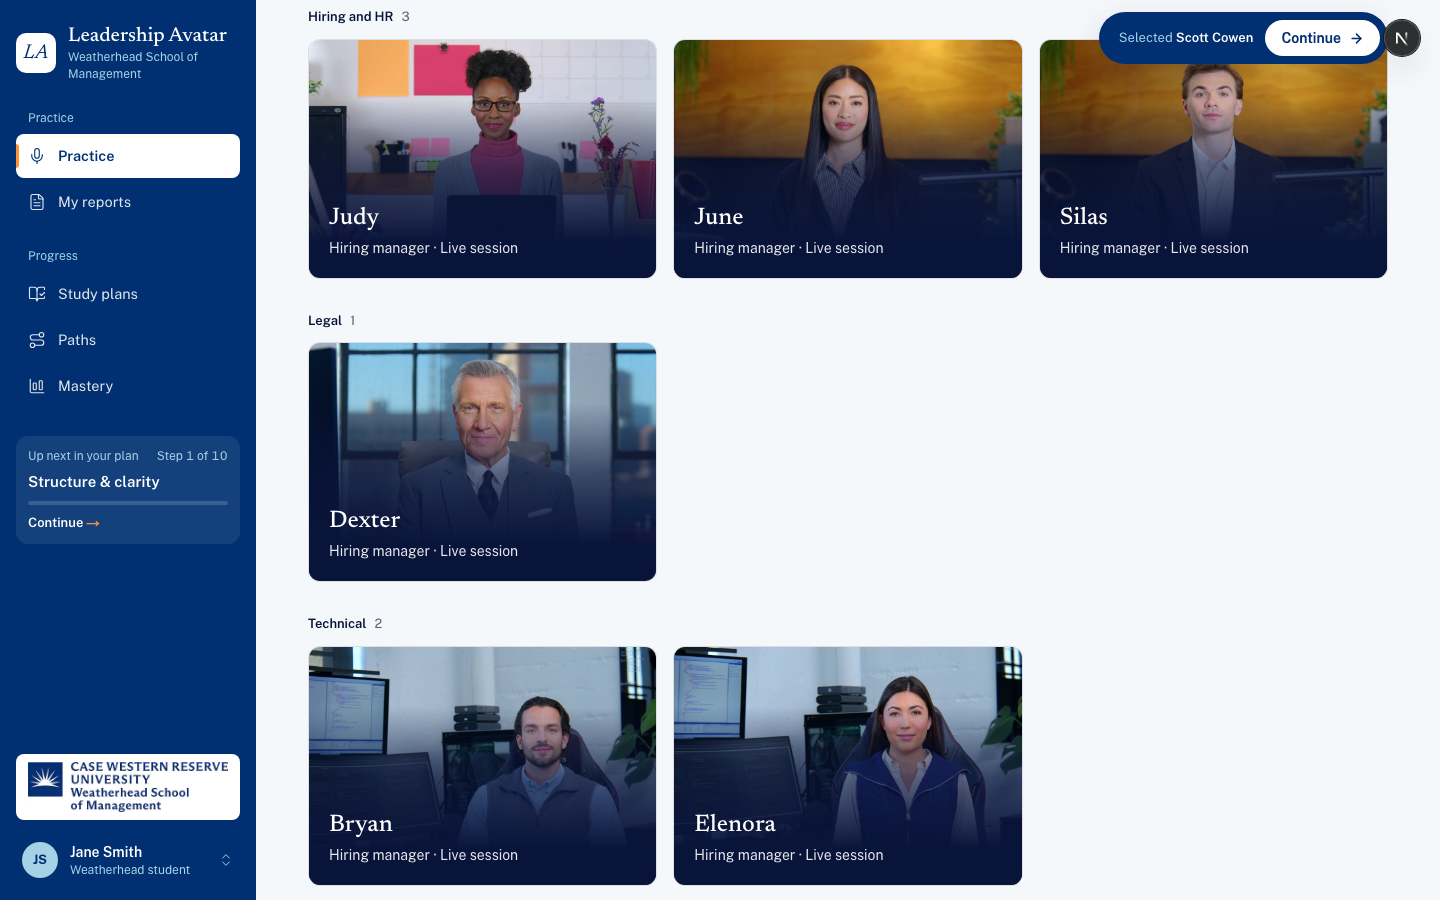 LA
Leadership Avatar
Weatherhead School of
Management
Practice
Practice
My reports
Progress
Study plans
Paths
Mastery
Up next in your plan Step 1 of 10
Structure & clarity
Continue →
CASE WESTERN RESERVE
UNIVERSITY
Weatherhead School
of Management
JS
Jane Smith
Weatherhead student
Hiring and HR 3
Selected Scott Cowen Continue →
N
Judy
Hiring manager · Live session
June
Hiring manager · Live session
Silas
Hiring manager · Live session
Legal 1
Dexter
Hiring manager · Live session
Technical 2
Bryan
Hiring manager · Live session
Elenora
Hiring manager · Live session